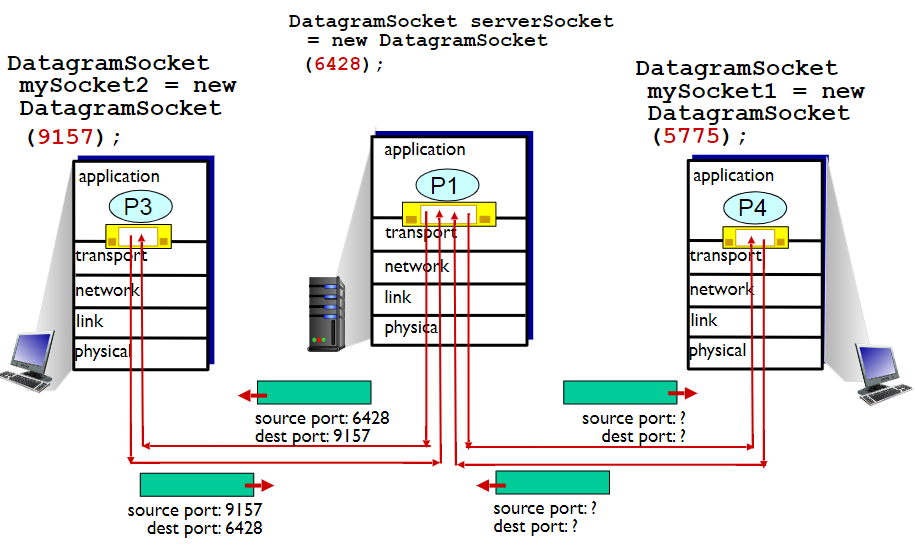 DatagramSocket serverSocket
= new DatagramSocket
(6428);
DatagramSocket
mySocket2 = new
DatagramSocket
(9157);
DatagramSocket
mySocket1 = new
DatagramSocket
(5775);
application
P3
transport
network
link
physical
application
P1
transport
network
link
physical
application
P4
transport
network
link
physical
source port: 6428
dest port: 9157
source port: ?
dest port: ?
source port: 9157
dest port: 6428
source port: ?
dest port: ?